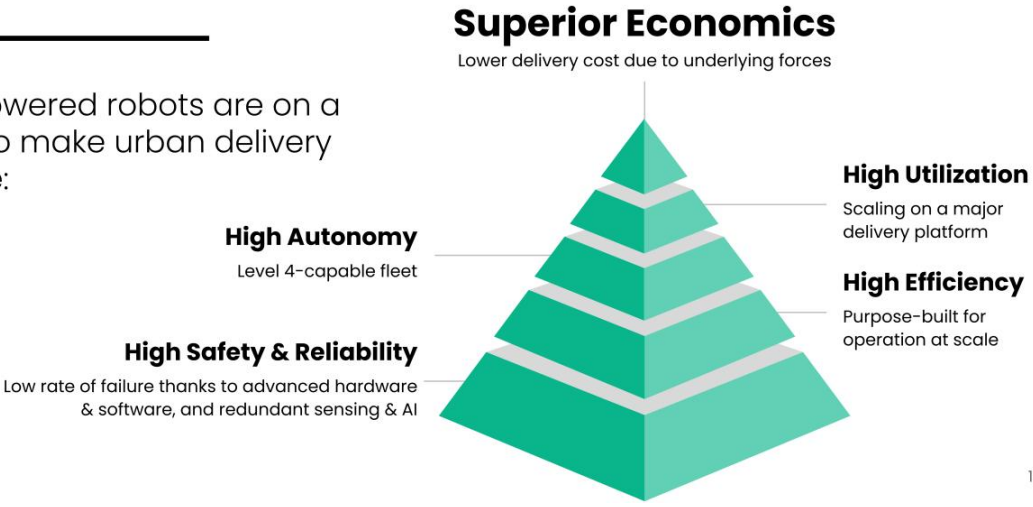 Superior Economics
Lower delivery cost due to underlying forces
robots are on a
make urban delivery
High Utilization
Scaling on a major
delivery platform
High Autonomy
Level 4-capable fleet
High Efficiency
Purpose-built for
operation at scale
High Safety & Reliability
Low rate of failure thanks to advanced hardware
& software, and redundant sensing & AI
1